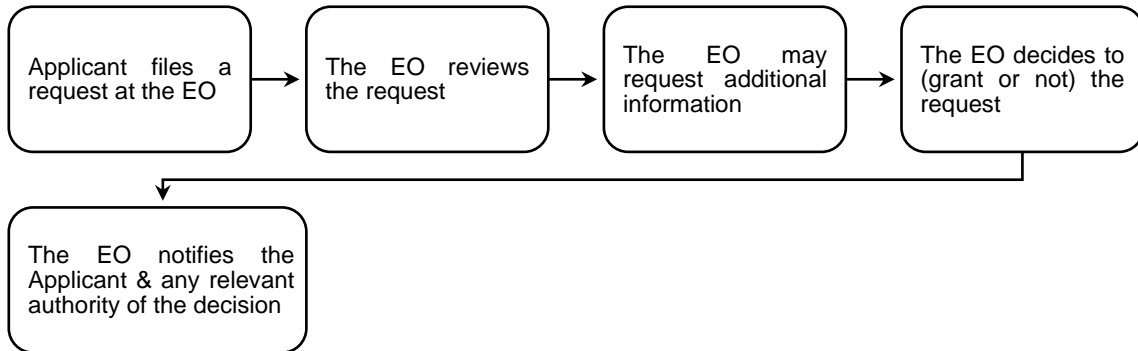 Applicant files a
request at the EO
The EO reviews
the request
The EO may
request additional
information
The EO decides to
(grant or not) the
request
The EO notifies the
Applicant & any relevant
authority of the decision